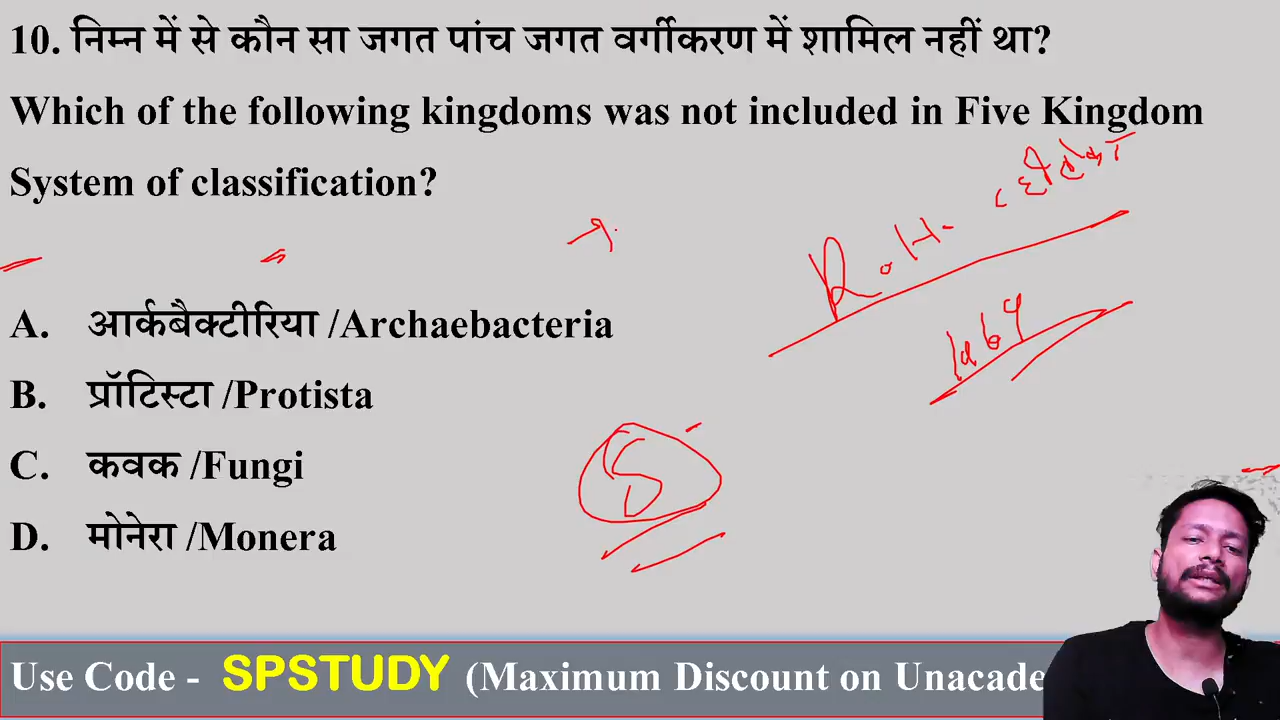 10. निम्न में से कौन सा जगत पांच जगत वर्गीकरण में शामिल नहीं था?
Which of the following kingdoms was not included in Five Kingdom
System of classification?
R. H.
1969
A. आर्कबैक्टीरिया /Archaebacteria
B. प्रॉटिस्टा /Protista
C. कवक /Fungi
5
D. मोनेरा /Monera
Use Code - SPSTUDY (Maximum Discount on Unacade